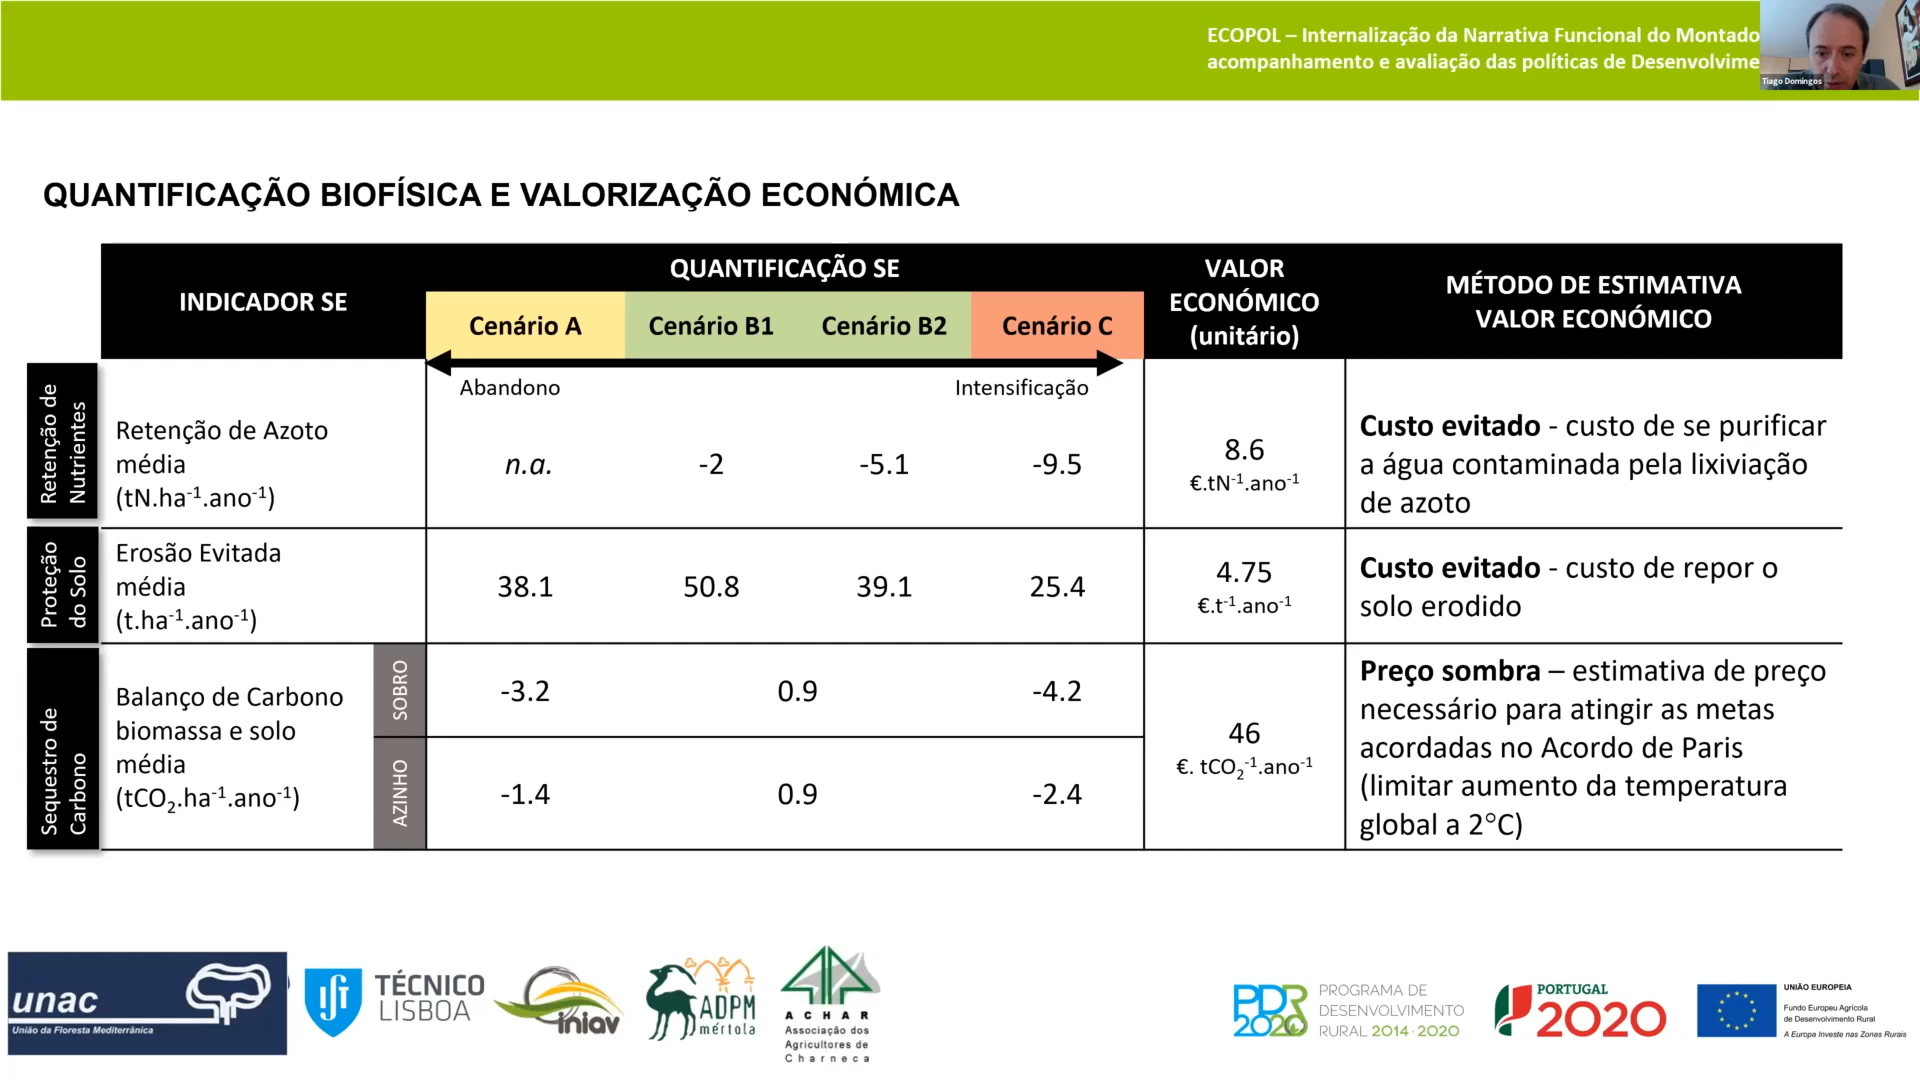 ECOPOL – Internalização da Narrativa Funcional do Montado
acompanhamento e avaliação das políticas de Desenvolvime
Tiago Domingos
QUANTIFICAÇÃO BIOFÍSICA E VALORIZAÇÃO ECONÓMICA
INDICADOR SE
QUANTIFICAÇÃO SE
Cenário A
Cenário B1
Cenário B2
Cenário C
VALOR
ECONÓMICO
(unitário)
MÉTODO DE ESTIMATIVA
VALOR ECONÓMICO
Abandono
Intensificação
Retenção de
Nutrientes
Retenção de Azoto
média
(tN.ha⁻¹.ano⁻¹)
n.a.
-2
-5.1
-9.5
8.6
€.tN⁻¹.ano⁻¹
Custo evitado - custo de se purificar
a água contaminada pela lixiviação
de azoto
Proteção
do Solo
Erosão Evitada
média
(t.ha⁻¹.ano⁻¹)
38.1
50.8
39.1
25.4
4.75
€.t⁻¹.ano⁻¹
Custo evitado - custo de repor o
solo erodido
Sequestro de
Carbono
Balanço de Carbono
biomassa e solo
média
(tCO₂.ha⁻¹.ano⁻¹)
SOBRO
-3.2
0.9
-4.2
AZINHO
-1.4
0.9
-2.4
46
€. tCO₂⁻¹.ano⁻¹
Preço sombra – estimativa de preço
necessário para atingir as metas
acordadas no Acordo de Paris
(limitar aumento da temperatura
global a 2°C)
unac
União da Floresta Mediterrânica
TÉCNICO
LISBOA
iniav
ADPM
mértola
ACHAR
Associação dos
Agricultores de
Charneca
PDR
2020
PROGRAMA DE
DESENVOLVIMENTO
RURAL 2014·2020
PORTUGAL
2020
UNIÃO EUROPEIA
Fundo Europeu Agrícola
de Desenvolvimento Rural
A Europa Investe nas Zonas Rurais